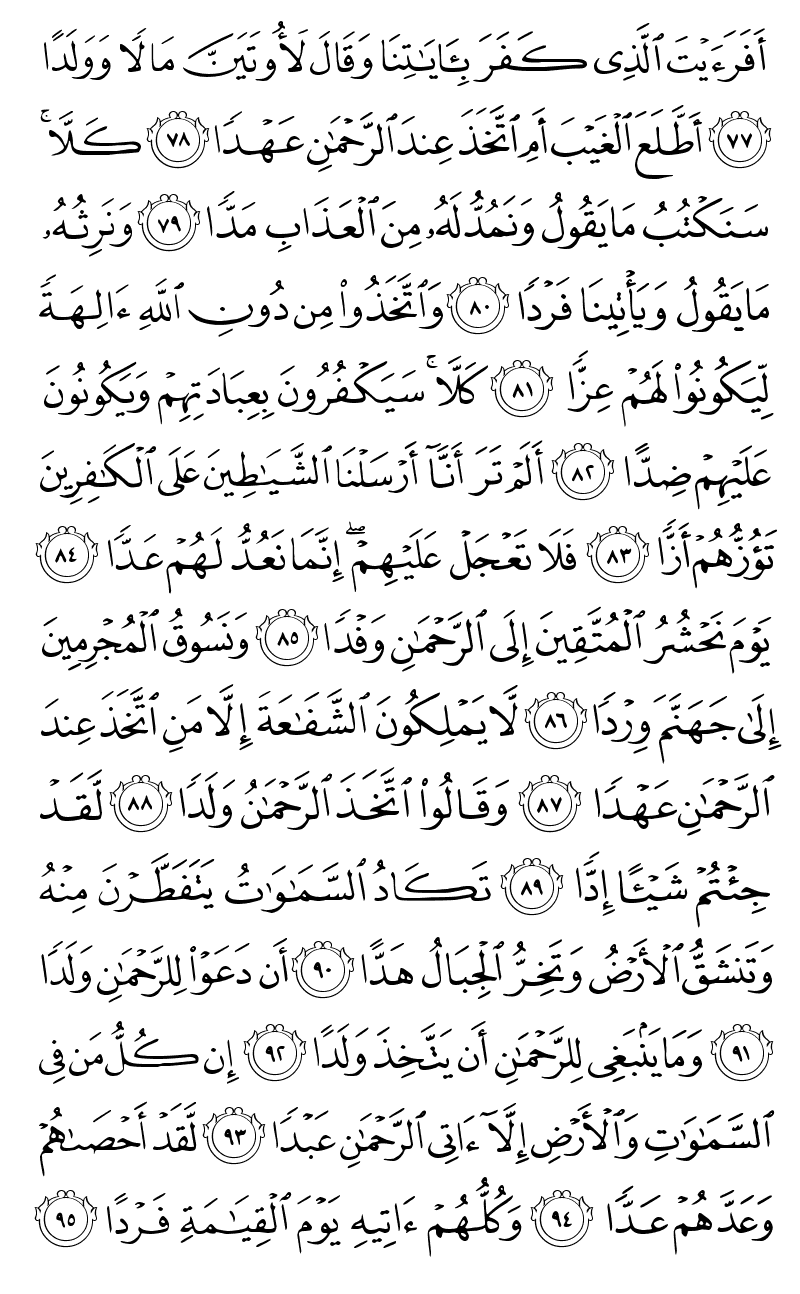 أَفَرَءَيْتَ ٱلَّذِى كَفَرَ بِـَٔايَـٰتِنَا وَقَالَ لَأُوتَيَنَّ مَالًا وَوَلَدًا
٧٧ أَطَّلَعَ ٱلْغَيْبَ أَمِ ٱتَّخَذَ عِندَ ٱلرَّحْمَـٰنِ عَهْدًا ٧٨ كَلَّا ۚ
سَنَكْتُبُ مَا يَقُولُ وَنَمُدُّ لَهُۥ مِنَ ٱلْعَذَابِ مَدًّا ٧٩ وَنَرِثُهُۥ
مَا يَقُولُ وَيَأْتِينَا فَرْدًا ٨٠ وَٱتَّخَذُوا۟ مِن دُونِ ٱللَّهِ ءَالِهَةً
لِّيَكُونُوا۟ لَهُمْ عِزًّا ٨١ كَلَّا ۚ سَيَكْفُرُونَ بِعِبَادَتِهِمْ وَيَكُونُونَ
عَلَيْهِمْ ضِدًّا ٨٢ أَلَمْ تَرَ أَنَّآ أَرْسَلْنَا ٱلشَّيَـٰطِينَ عَلَى ٱلْكَـٰفِرِينَ
تَؤُزُّهُمْ أَزًّا ٨٣ فَلَا تَعْجَلْ عَلَيْهِمْ ۖ إِنَّمَا نَعُدُّ لَهُمْ عَدًّا ٨٤
يَوْمَ نَحْشُرُ ٱلْمُتَّقِينَ إِلَى ٱلرَّحْمَـٰنِ وَفْدًا ٨٥ وَنَسُوقُ ٱلْمُجْرِمِينَ
إِلَىٰ جَهَنَّمَ وِرْدًا ٨٦ لَّا يَمْلِكُونَ ٱلشَّفَـٰعَةَ إِلَّا مَنِ ٱتَّخَذَ عِندَ
ٱلرَّحْمَـٰنِ عَهْدًا ٨٧ وَقَالُوا۟ ٱتَّخَذَ ٱلرَّحْمَـٰنُ وَلَدًا ٨٨ لَّقَدْ
جِئْتُمْ شَيْـًٔا إِدًّا ٨٩ تَكَادُ ٱلسَّمَـٰوَٰتُ يَتَفَطَّرْنَ مِنْهُ
وَتَنشَقُّ ٱلْأَرْضُ وَتَخِرُّ ٱلْجِبَالُ هَدًّا ٩٠ أَن دَعَوْا۟ لِلرَّحْمَـٰنِ وَلَدًا
٩١ وَمَا يَنۢبَغِى لِلرَّحْمَـٰنِ أَن يَتَّخِذَ وَلَدًا ٩٢ إِن كُلُّ مَن فِى
ٱلسَّمَـٰوَٰتِ وَٱلْأَرْضِ إِلَّآ ءَاتِى ٱلرَّحْمَـٰنِ عَبْدًا ٩٣ لَّقَدْ أَحْصَىٰهُمْ
وَعَدَّهُمْ عَدًّا ٩٤ وَكُلُّهُمْ ءَاتِيهِ يَوْمَ ٱلْقِيَـٰمَةِ فَرْدًا ٩٥